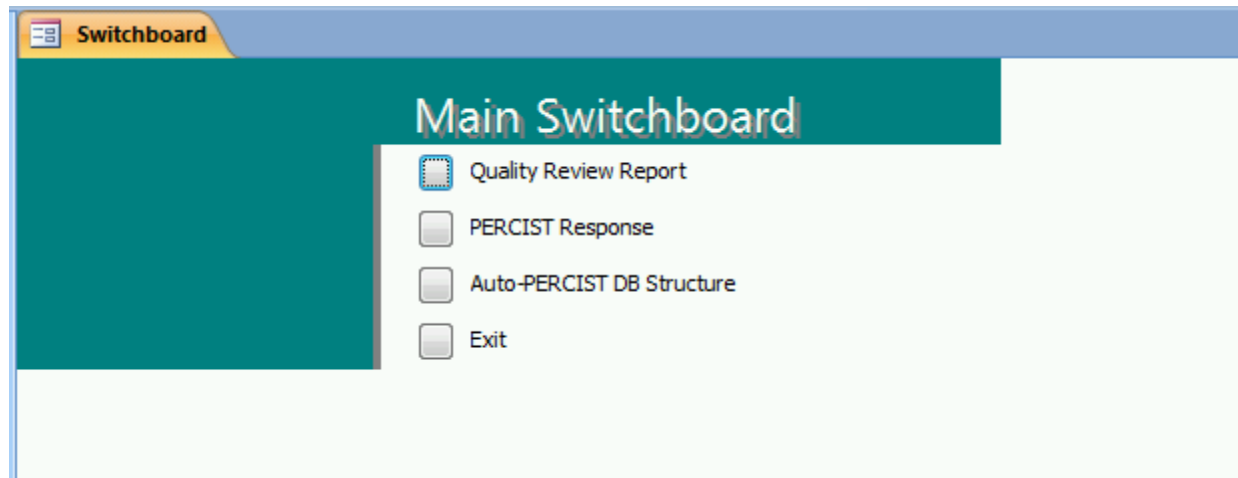 Switchboard
Main Switchboard
Quality Review Report
PERCIST Response
Auto-PERCIST DB Structure
Exit